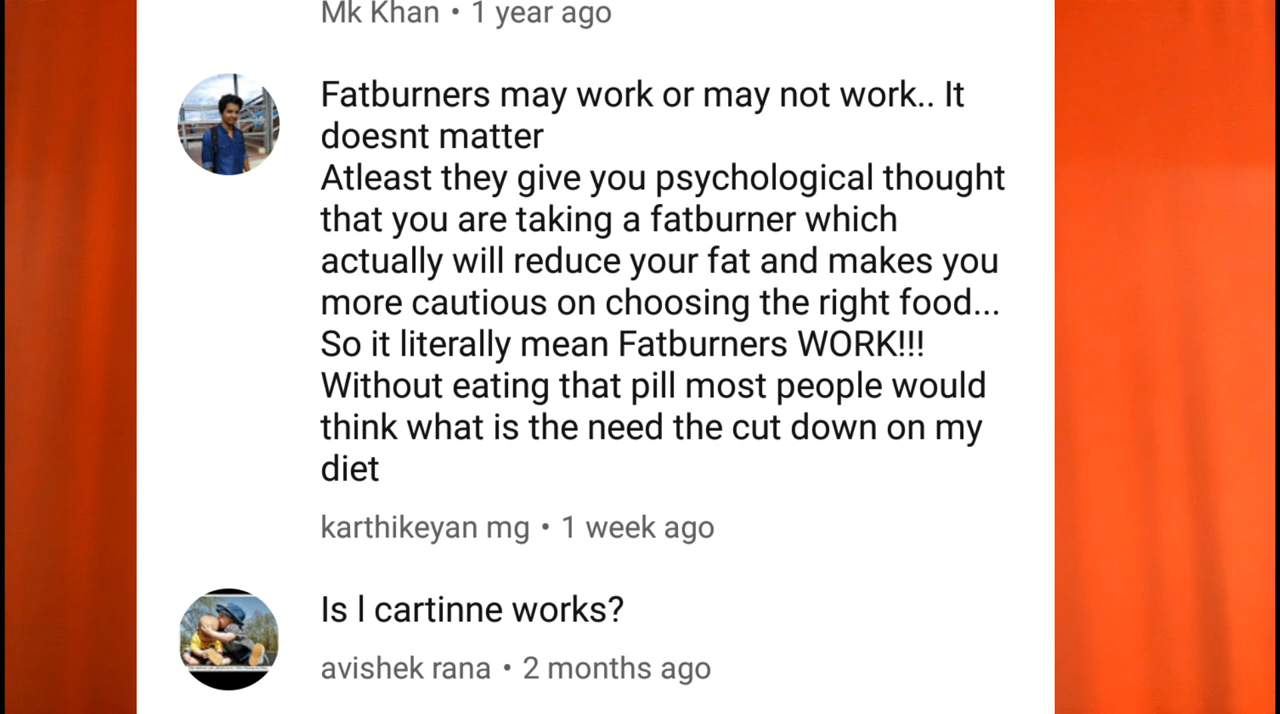 Mk Khan • 1 year ago
Fatburners may work or may not work.. It
doesnt matter
Atleast they give you psychological thought
that you are taking a fatburner which
actually will reduce your fat and makes you
more cautious on choosing the right food...
So it literally mean Fatburners WORK!!!
Without eating that pill most people would
think what is the need the cut down on my
diet
karthikeyan mg • 1 week ago
Is l cartinne works?
avishek rana • 2 months ago